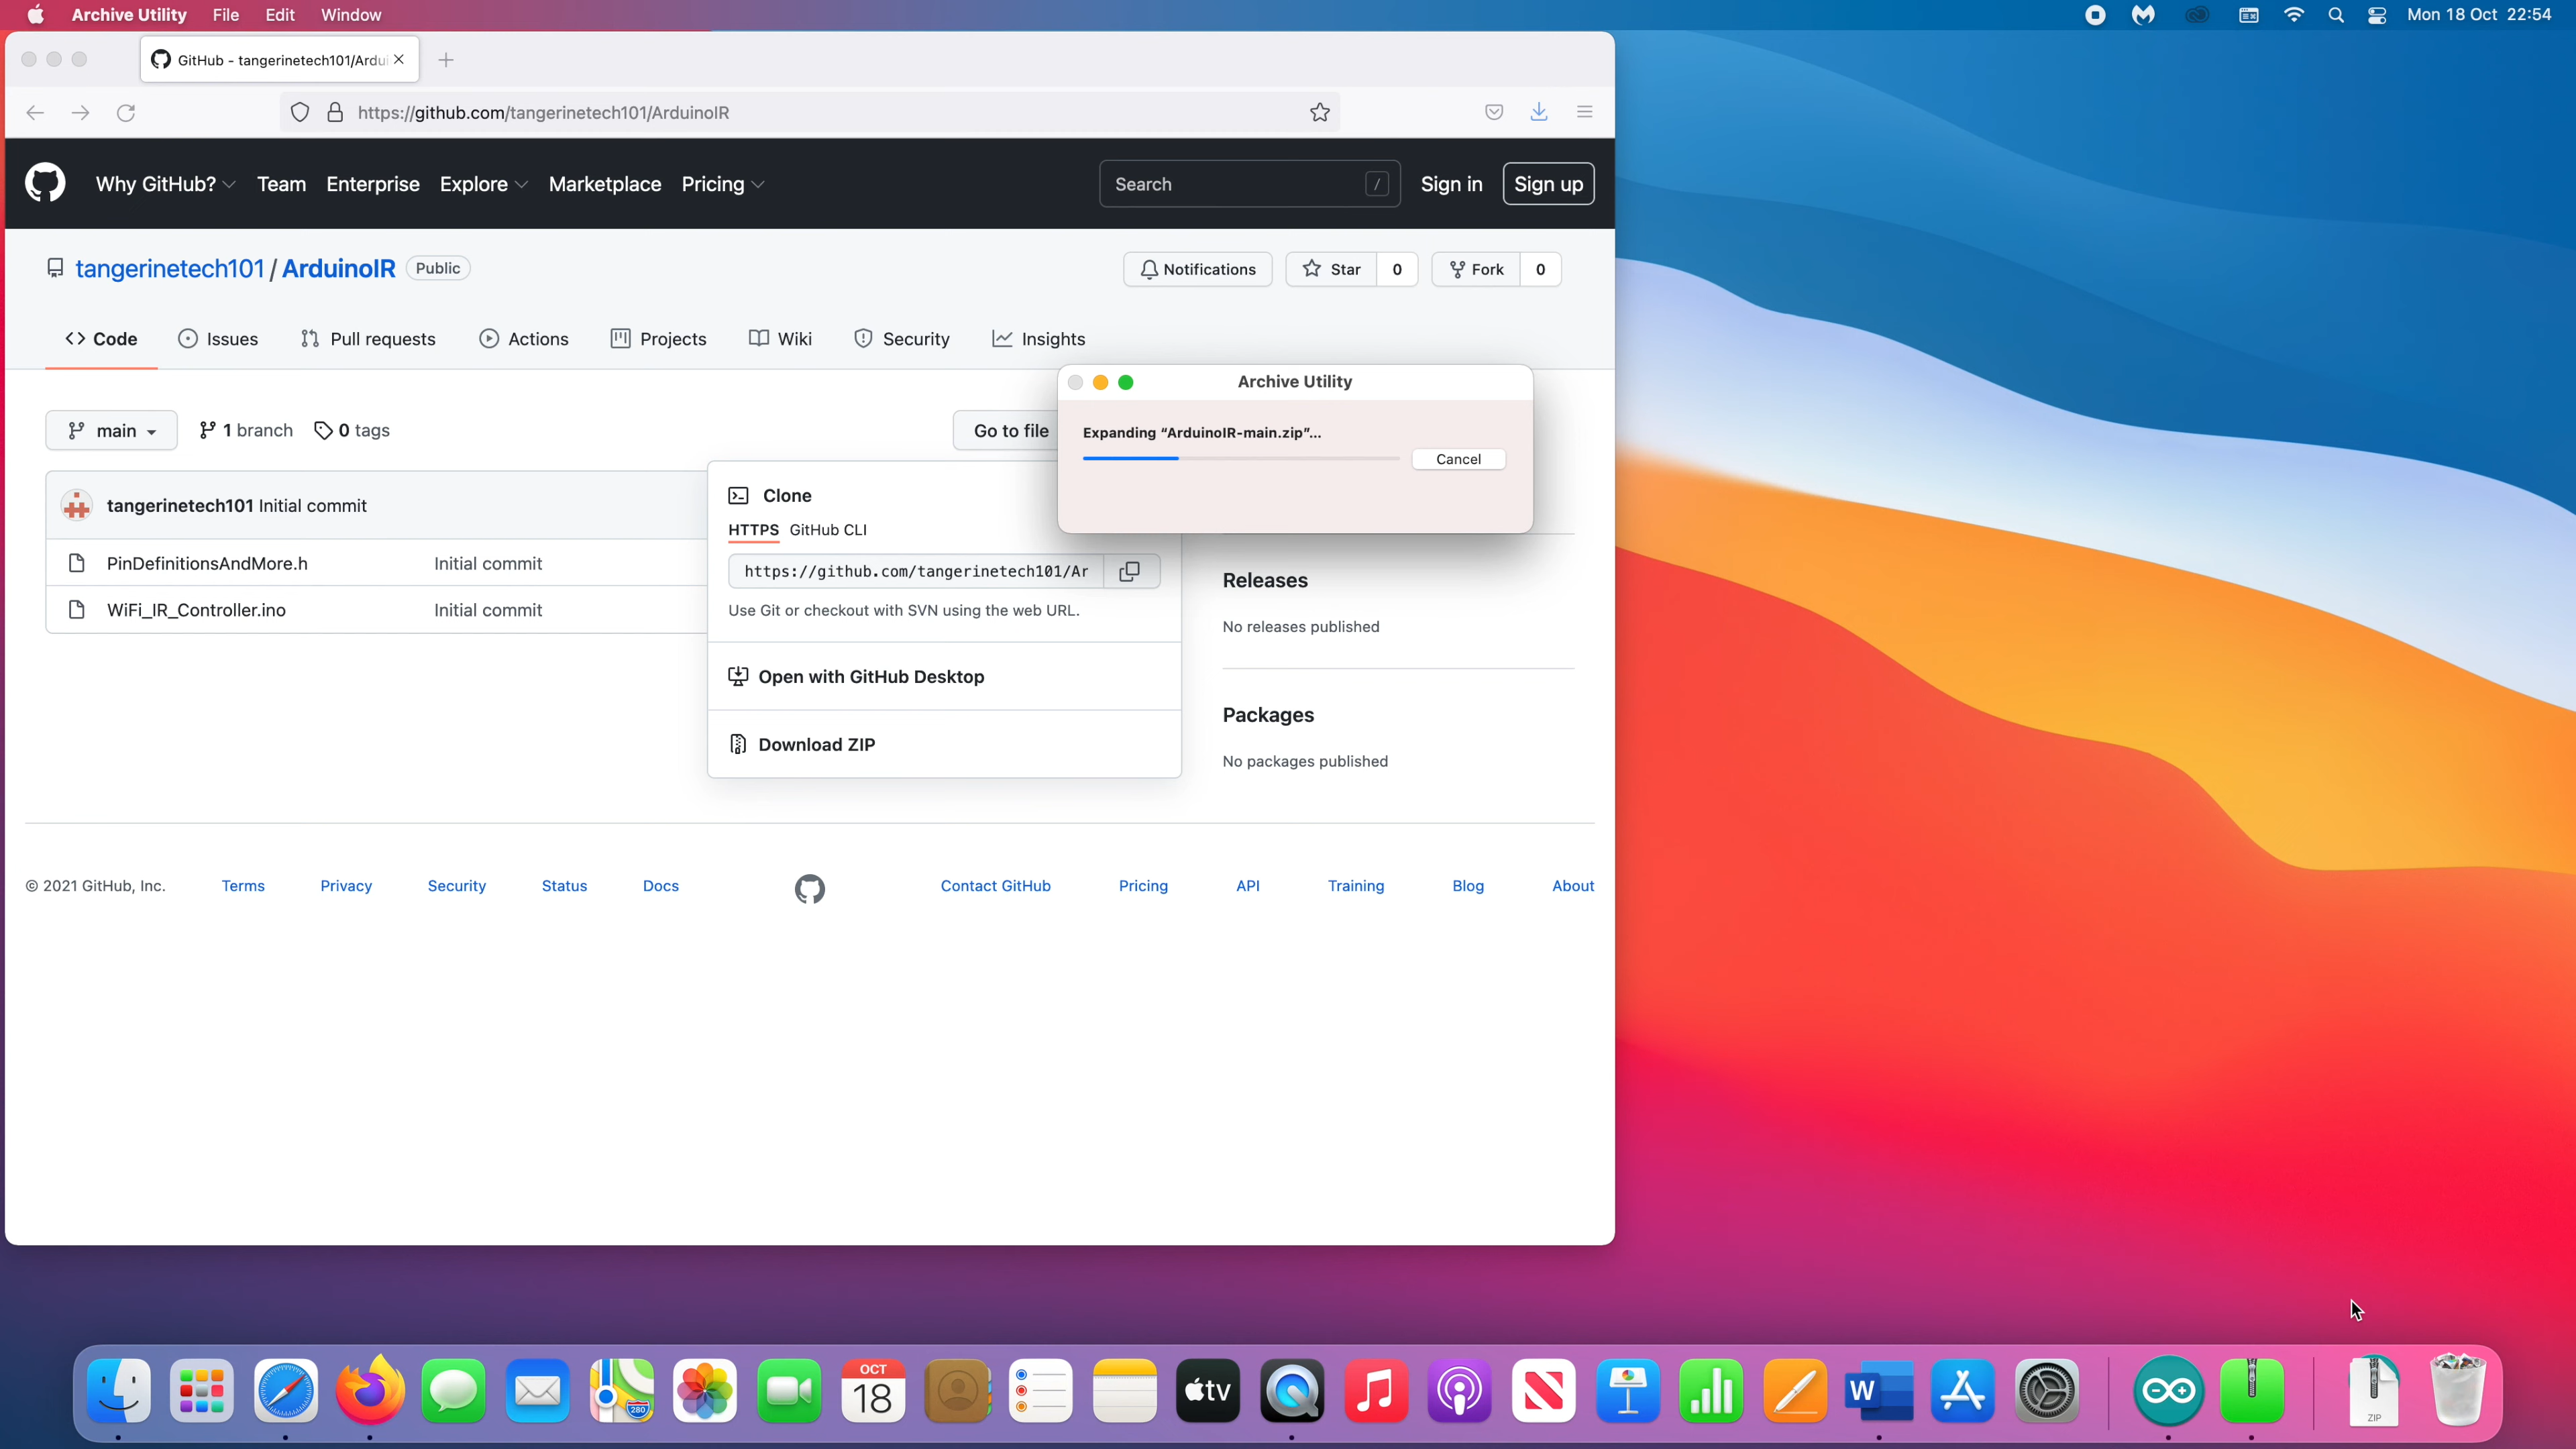 Archive Utility File Edit Window Mon 18 Oct 22:54
GitHub - tangerinetech101/Ardui
https://github.com/tangerinetech101/ArduinoIR
Why GitHub? Team Enterprise Explore Marketplace Pricing Search / Sign in Sign up
tangerinetech101 / ArduinoIR Public Notifications Star 0 Fork 0
Code Issues Pull requests Actions Projects Wiki Security Insights
Archive Utility
Expanding “ArduinoIR-main.zip”...
Cancel
main 1 branch 0 tags Go to file
tangerinetech101 Initial commit
PinDefinitionsAndMore.h Initial commit
WiFi_IR_Controller.ino Initial commit
Clone
HTTPS GitHub CLI
https://github.com/tangerinetech101/Ar
Use Git or checkout with SVN using the web URL.
Open with GitHub Desktop
Download ZIP
Releases
No releases published
Packages
No packages published
© 2021 GitHub, Inc. Terms Privacy Security Status Docs Contact GitHub Pricing API Training Blog About
OCT
18
280
tv
W
ZIP